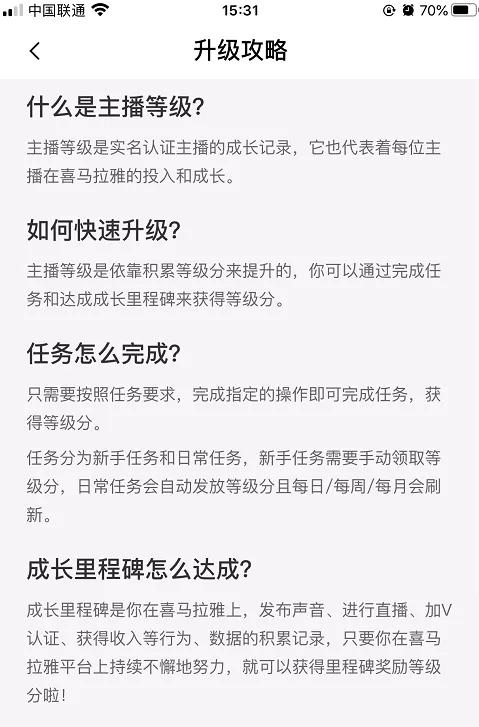 中国联通
15:31
70%
升级攻略
什么是主播等级?
主播等级是实名认证主播的成长记录，它也代表着每位主
播在喜马拉雅的投入和成长。
如何快速升级?
主播等级是依靠积累等级分来提升的，你可以通过完成任
务和达成成长里程碑来获得等级分。
任务怎么完成?
只需要按照任务要求，完成指定的操作即可完成任务，获
得等级分。
任务分为新手任务和日常任务，新手任务需要手动领取等
级分，日常任务会自动发放等级分且每日/每周/每月会刷
新。
成长里程碑怎么达成?
成长里程碑是你在喜马拉雅上，发布声音、进行直播、加V
认证、获得收入等行为、数据的积累记录，只要你在喜马
拉雅平台上持续不懈地努力，就可以获得里程碑奖励等级
分啦！